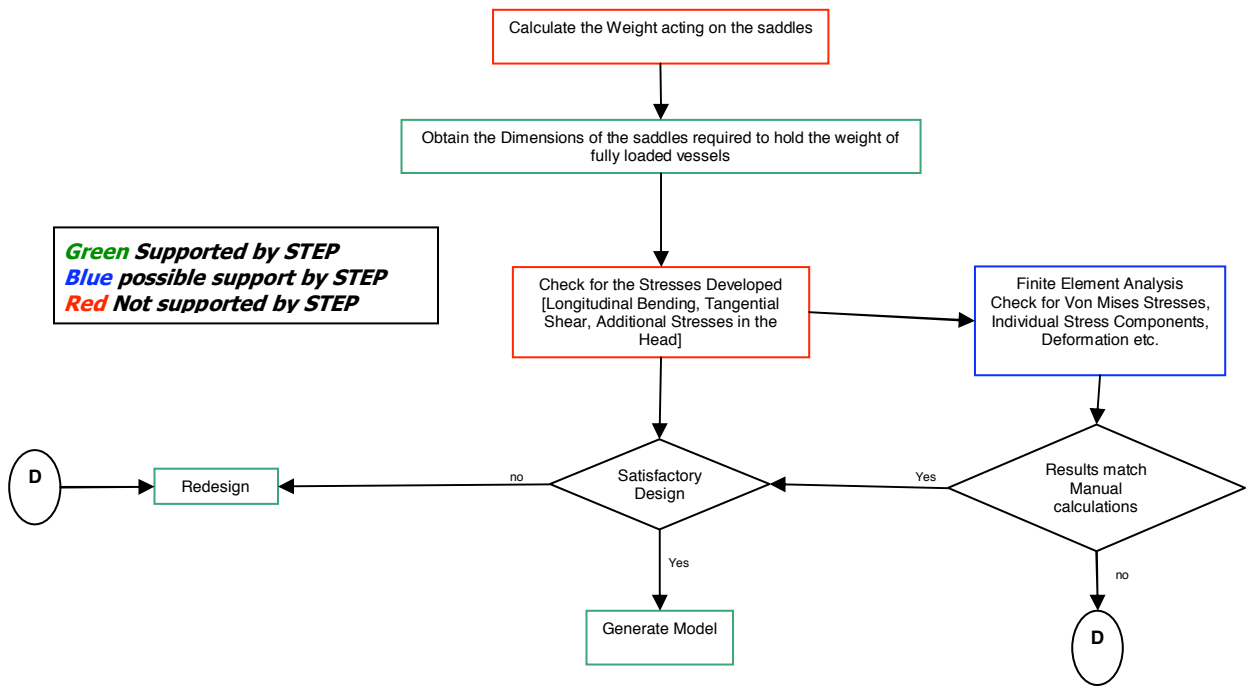 Calculate the Weight acting on the saddles
Obtain the Dimensions of the saddles required to hold the weight of
fully loaded vessels
Green Supported by STEP
Blue possible support by STEP
Red Not supported by STEP
Check for the Stresses Developed
[Longitudinal Bending, Tangential
Shear, Additional Stresses in the
Head]
Finite Element Analysis
Check for Von Mises Stresses,
Individual Stress Components,
Deformation etc.
D
Redesign
no
Satisfactory
Design
Yes
Results match
Manual
calculations
Yes
no
Generate Model
D